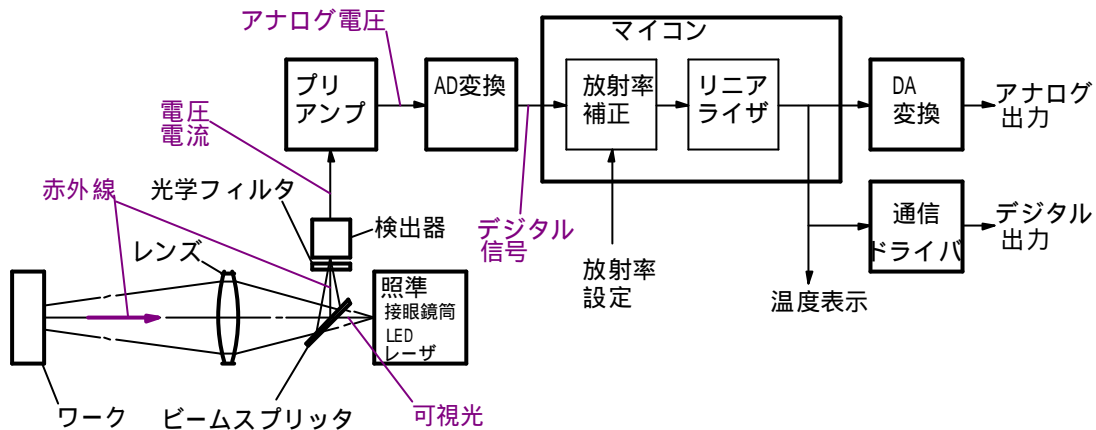 アナログ電圧
マイコン
プリ
アンプ
AD変換
放射率
補正
リニア
ライザ
DA
変換
アナログ
出力
電圧
電流
赤外線
光学フィルタ
検出器
デジタル
信号
放射率
設定
通信
ドライバ
デジタル
出力
温度表示
レンズ
照準
接眼鏡筒
LED
レーザ
ワーク
ビームスプリッタ
可視光